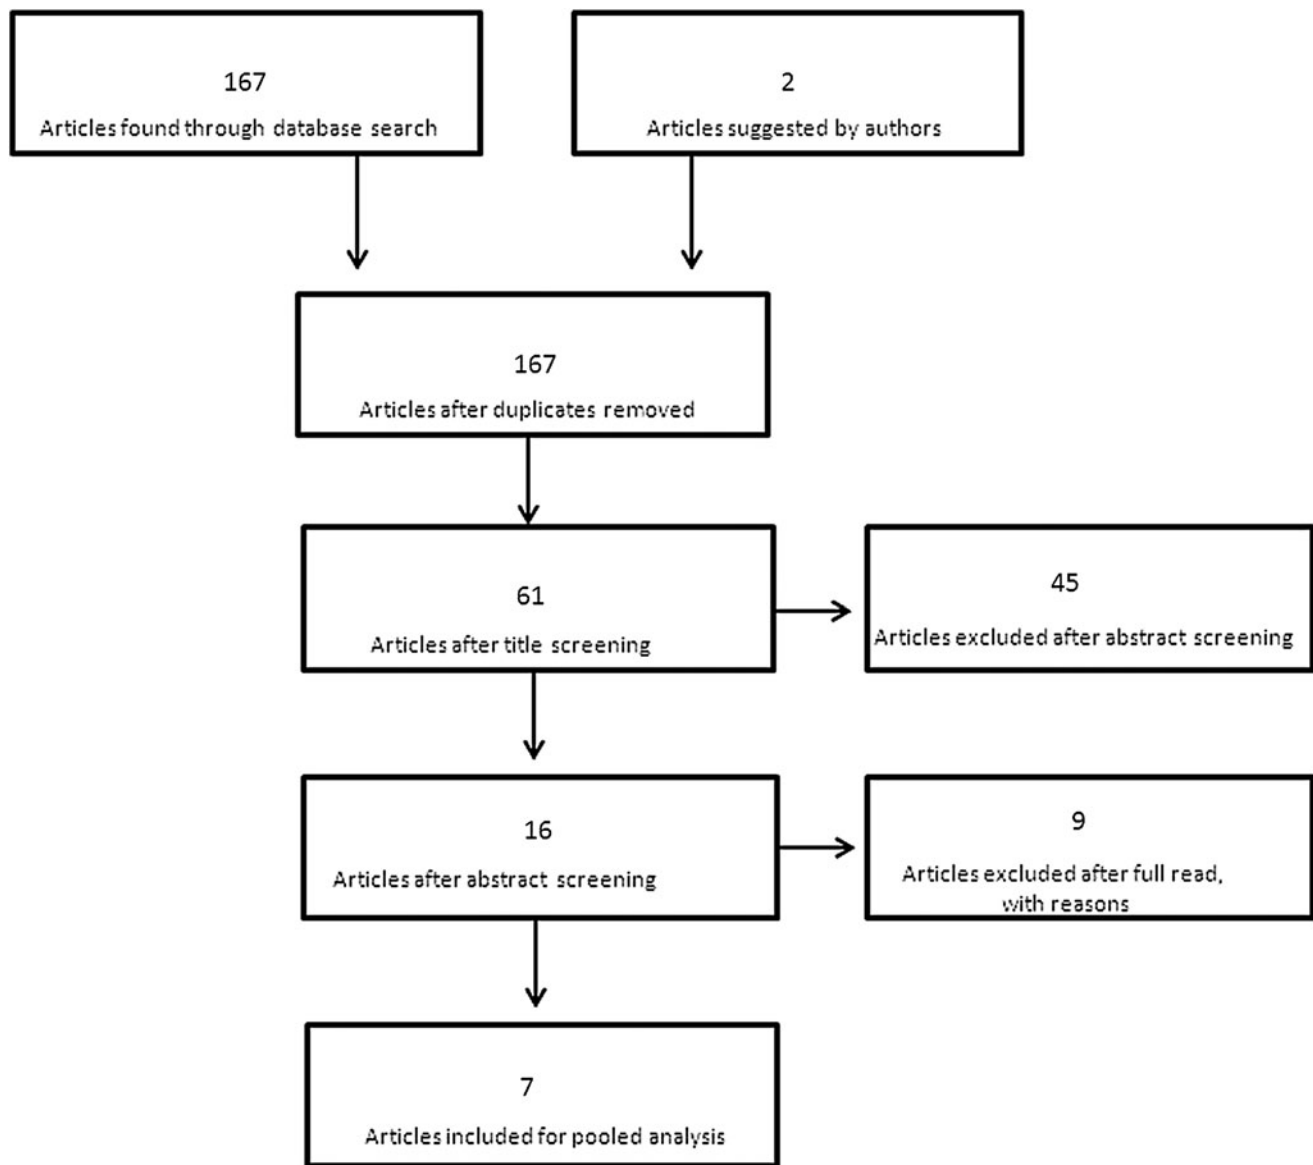 167
Articles found through database search
2
Articles suggested by authors
167
Articles after duplicates removed
61
Articles after title screening
45
Articles excluded after abstract screening
16
Articles after abstract screening
9
Articles excluded after full read,
with reasons
7
Articles included for pooled analysis